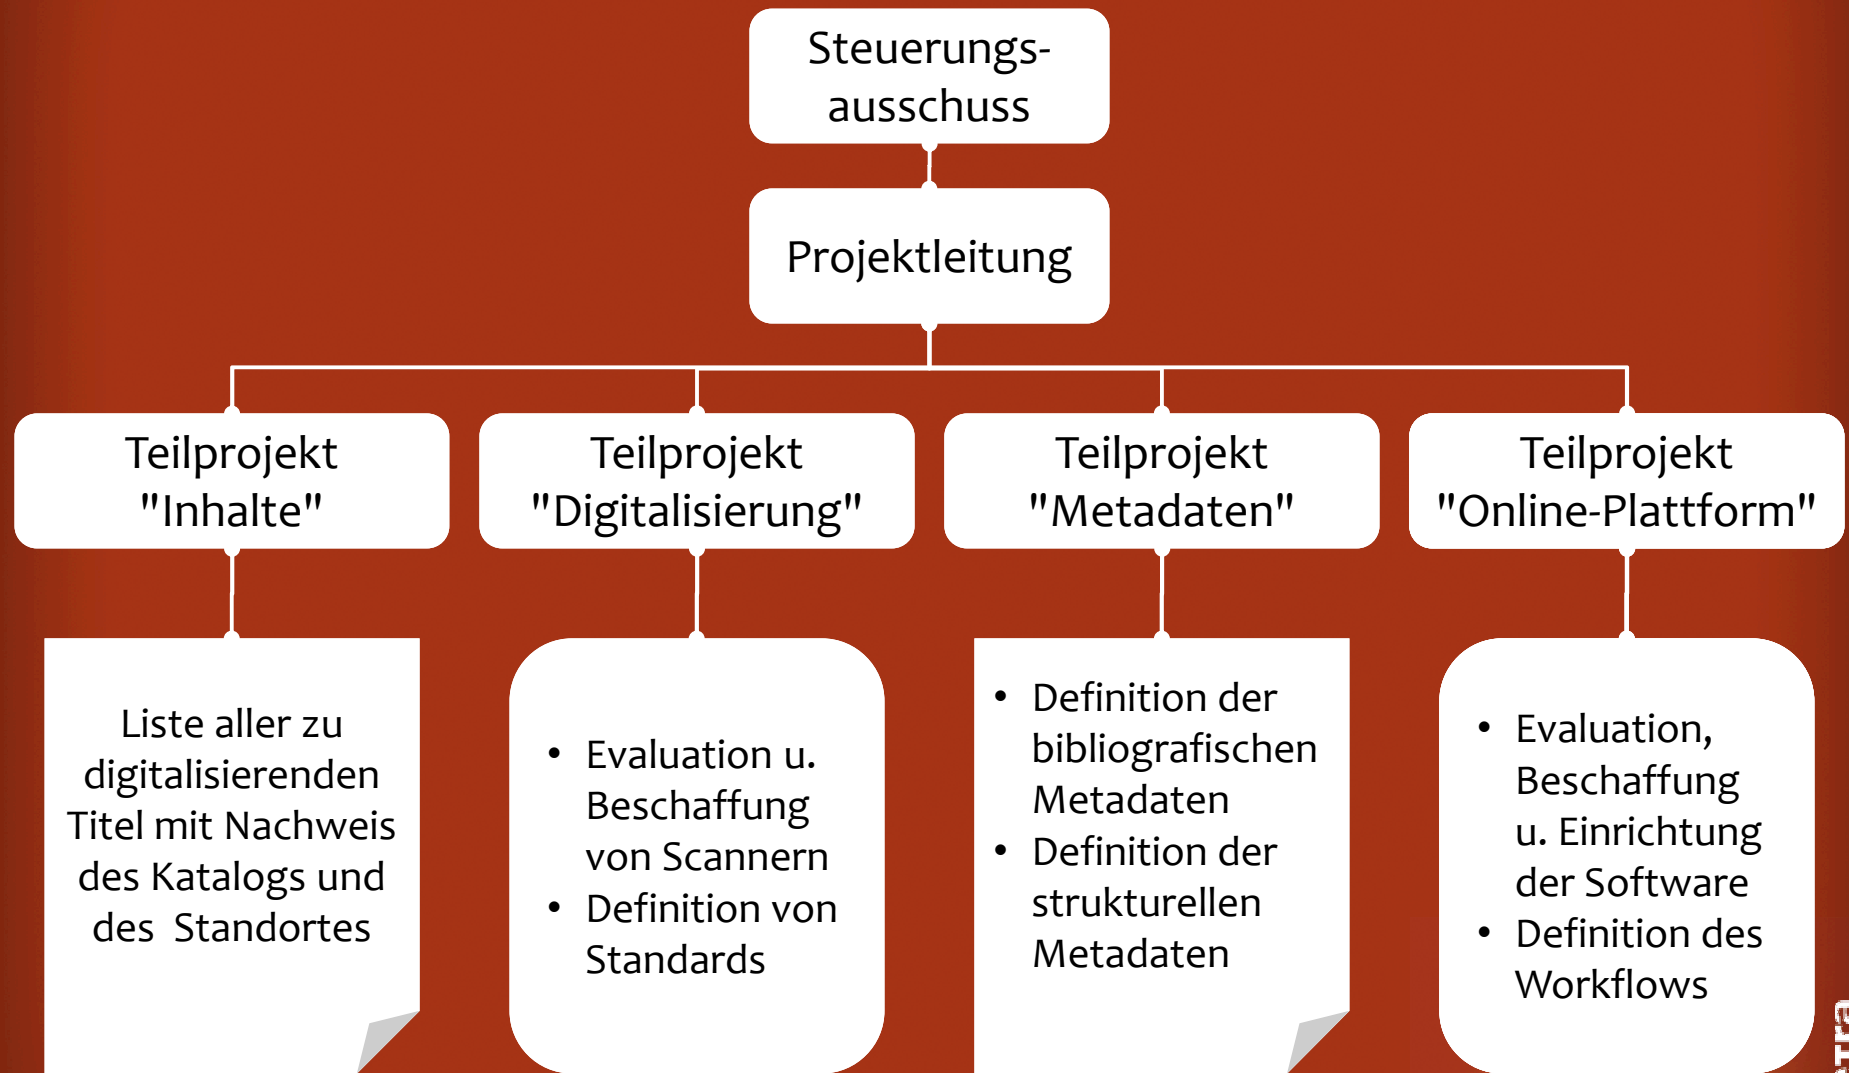 Steuerungs-
ausschuss
Projektleitung
Teilprojekt
"Inhalte"
Teilprojekt
"Digitalisierung"
Teilprojekt
"Metadaten"
Teilprojekt
"Online-Plattform"
Liste aller zu
digitalisierenden
Titel mit Nachweis
des Katalogs und
des  Standortes
• Evaluation u.
Beschaffung
von Scannern
• Definition von
Standards
• Definition der
bibliografischen
Metadaten
• Definition der
strukturellen
Metadaten
• Evaluation,
Beschaffung
u. Einrichtung
der Software
• Definition des
Workflows